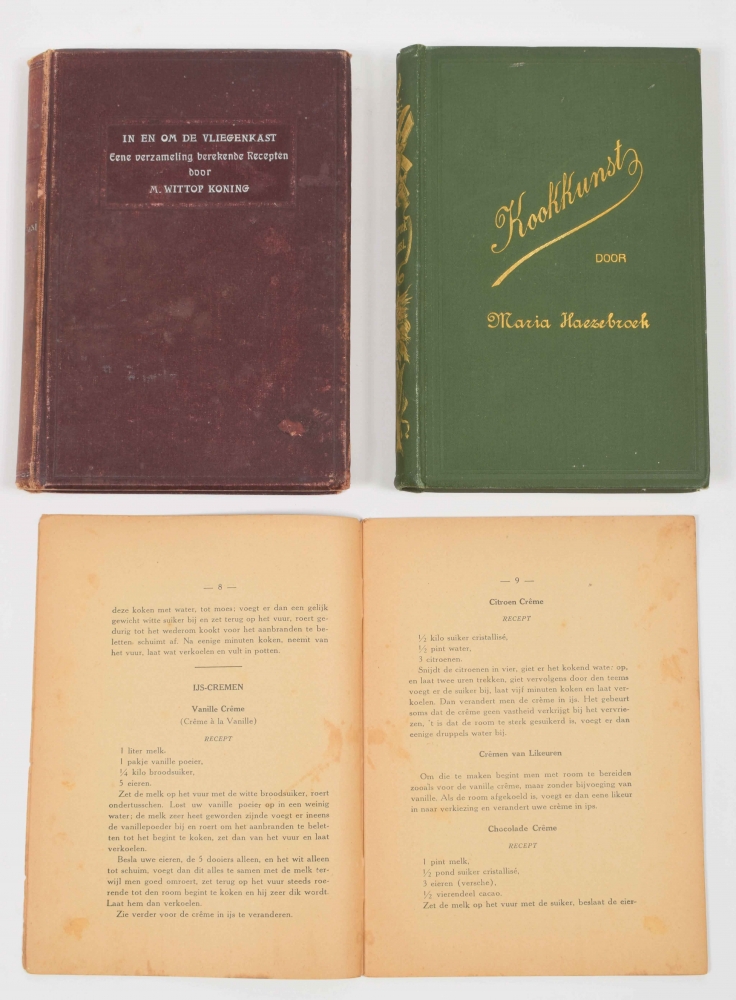 IN EN OM DE VLIEGENKAST
Eene verzameling berekende Recepten
door
M. WITTOP KONING
Kookkunst
DOOR
Maria Haezebroek
— 8 —
deze koken met water, tot moes; voegt er dan een gelijk
gewicht witte suiker bij en zet terug op het vuur, roert ge-
durig tot het wederom kookt voor het aanbranden te be-
letten, schuimt af. Na eenige minuten koken, neemt van
het vuur, laat wat verkoelen en vult in potten.
IJS-CREMEN
Vanille Crême
(Crême à la Vanille)
RECEPT
1 liter melk.
1 pakje vanille poeier,
¼ kilo broodsuiker,
5 eieren.
Zet de melk op het vuur met de witte broodsuiker, roert
ondertusschen. Laat uw vanille poeier op in een weinig
water; de melk zeer heet geworden zijnde voegt er ineens
de vanillepoeder bij en roert om het aanbranden te belet-
ten tot het begint te koken, zet dan van het vuur en laat
verkoelen.
Besla uwe eieren, de 5 dooiers alleen, en het wit alleen
tot schuim, voegt dan dit alles te samen met de melk ter-
wijl men goed omroert, zet terug op het vuur steeds roe-
rende tot den room begint te koken en hij zeer dik wordt.
Laat hem dan verkoelen.
Zie verder voor de crême in ijs te veranderen.
— 9 —
Citroen Crême
RECEPT
½ kilo suiker cristallisé,
½ pint water,
3 citroenen.
Snijdt de citroenen in vier, giet er het kokend water op,
en laat twee uren trekken, giet vervolgens door den teems
voegt er de suiker bij, laat vijf minuten koken en laat ver-
koelen. Dan verandert men de crême in ijs. Het gebeurt
soms dat de crême geen vastheid verkrijgt bij het vervrie-
zen, 't is dat de room te sterk gesuikerd is, voegt er dan
eenige druppels water bij.
Crêmen van Likeuren
Om die te maken begint men met room te bereiden
zooals voor de vanille crême, maar zonder bijvoeging van
vanille. Als de room afgekoeld is, voegt er dan eene likeur
in naar verkiezing en verandert uwe crême in ijs.
Chocolade Crême
RECEPT
1 pint melk,
½ pond suiker cristallisé,
3 eieren (versche),
½ vierendeel cacao.
Zet de melk op het vuur met de suiker, beslaat de eier-